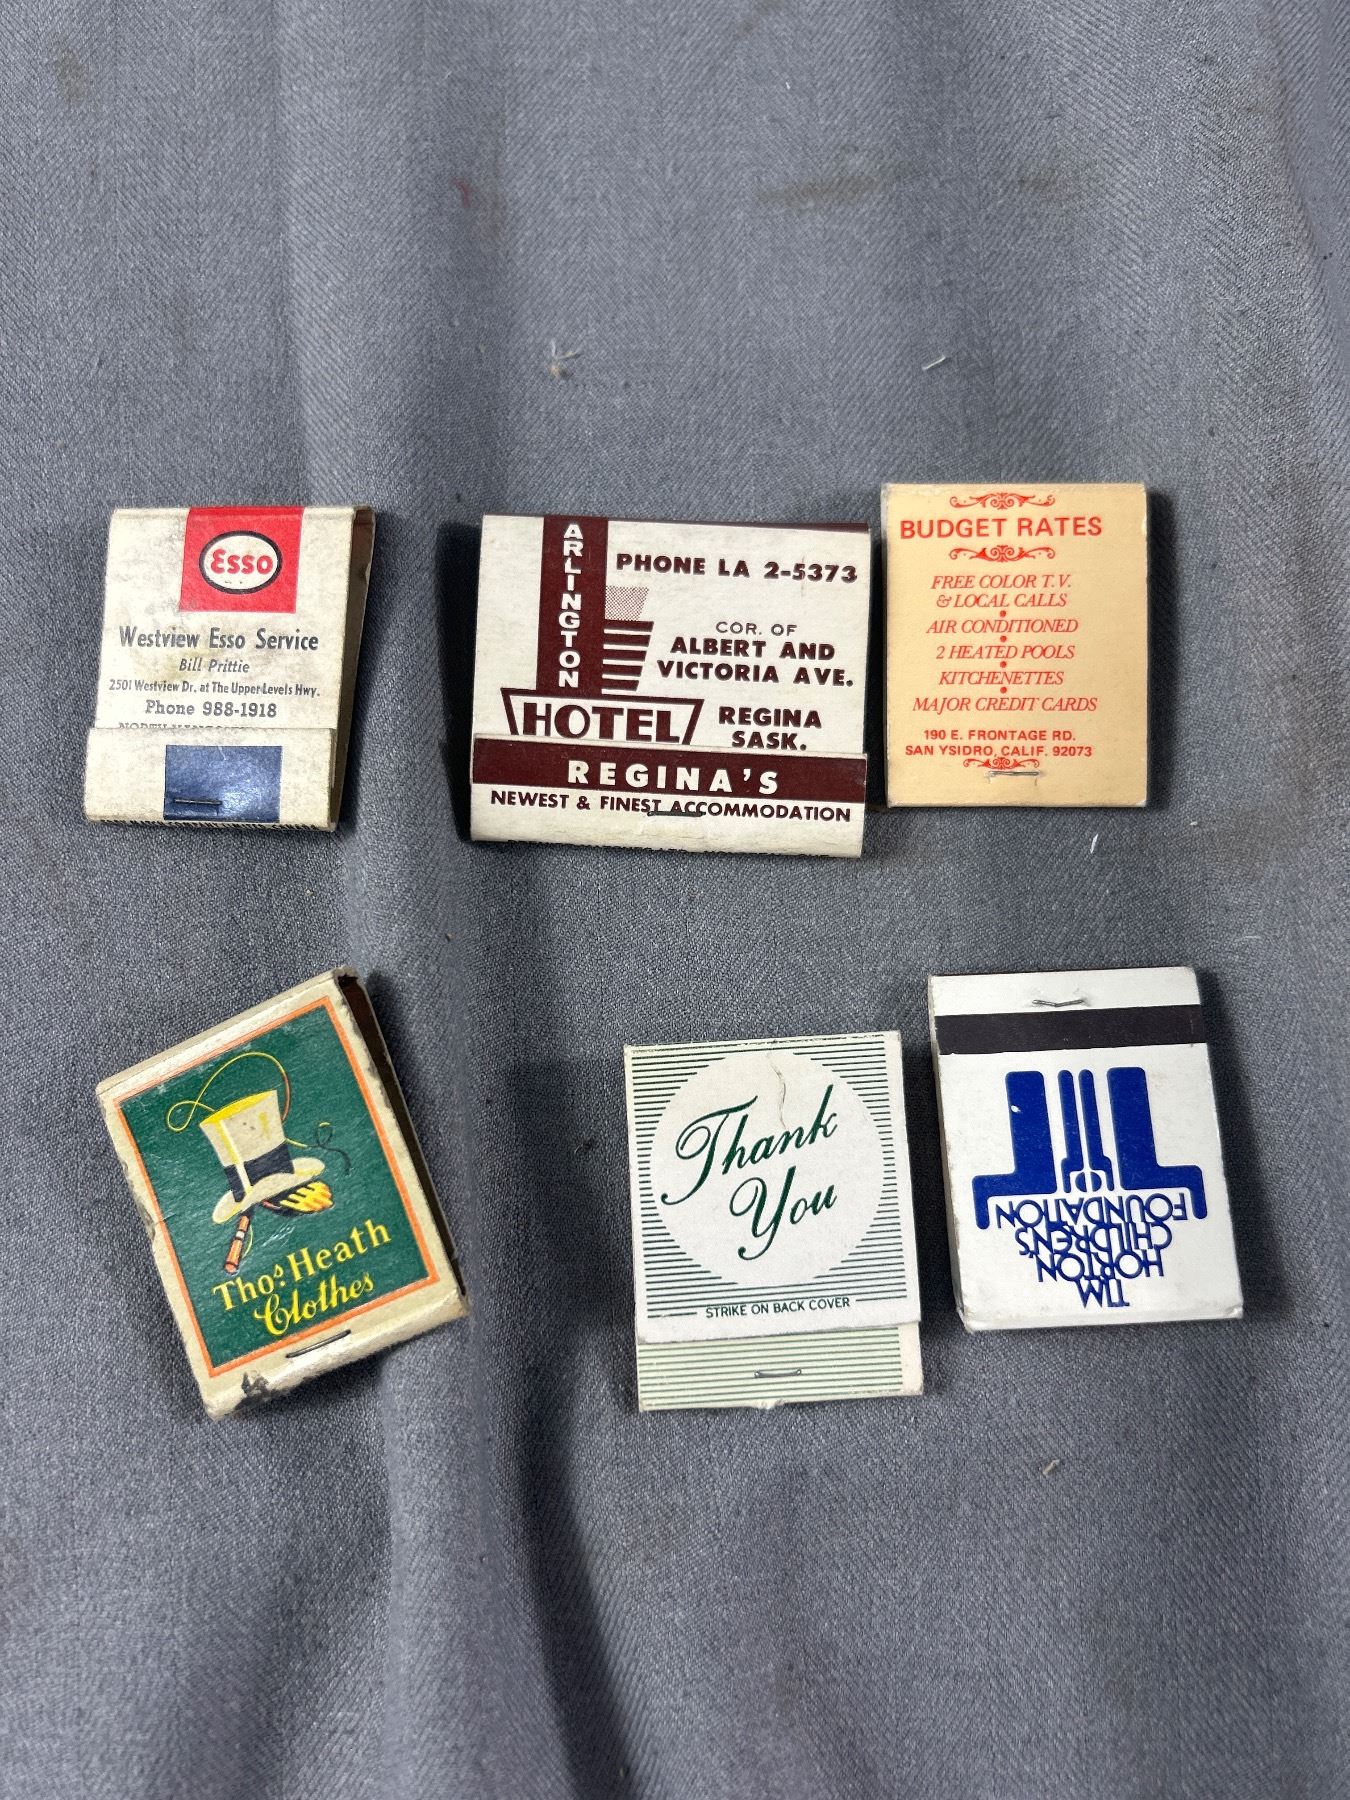 Esso
Westview Esso Service
Bill Prittie
2501 Westview Dr. at The Upper Levels Hwy.
Phone 988-1918
ARLINGTON
HOTEL
PHONE LA 2-5373
COR. OF
ALBERT AND
VICTORIA AVE.
REGINA
SASK.
REGINA'S
NEWEST & FINEST ACCOMMODATION
BUDGET RATES
FREE COLOR T.V.
& LOCAL CALLS
AIR CONDITIONED
2 HEATED POOLS
KITCHENETTES
MAJOR CREDIT CARDS
190 E. FRONTAGE RD.
SAN YSIDRO, CALIF. 92073
Thos. Heath
Clothes
Thank
You
STRIKE ON BACK COVER
TIM
HORTON
CHILDREN'S
FOUNDATION